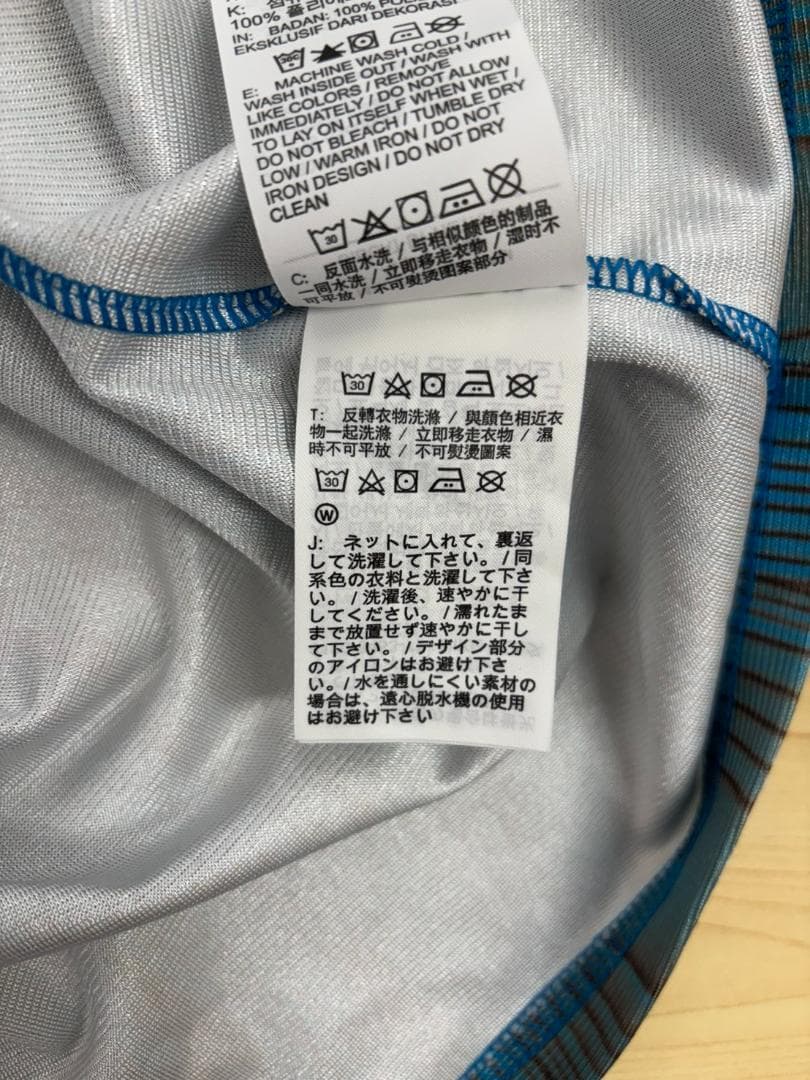 100% 폴리에
IN: BADAN: 100% POL
EKSKLUSIF DARI DEKORASI
E: MACHINE WASH COLD /
WASH INSIDE OUT / WASH WITH
LIKE COLORS / REMOVE
IMMEDIATELY / DO NOT ALLOW
TO LAY ON ITSELF WHEN WET /
DO NOT BLEACH / TUMBLE DRY
LOW / WARM IRON / DO NOT
IRON DESIGN / DO NOT DRY
CLEAN
30
C: 反面水洗 / 与相似颜色的制品
一同水洗 / 立即移走衣物 / 湿时不
可平放 / 不可熨烫图案部分
30
T: 反轉衣物洗滌 / 與顏色相近衣
物一起洗滌 / 立即移走衣物 / 濕
時不可平放 / 不可熨燙圖案
30
W
J: ネットに入れて、裏返
して洗濯して下さい。/ 同
系色の衣料と洗濯して下さ
い。/ 洗濯後、速やかに干
してください。/ 濡れたま
まで放置せず速やかに干し
て下さい。/ デザイン部分
のアイロンはお避け下さ
い。/ 水を通しにくい素材の
場合は、遠心脱水機の使用
はお避け下さい